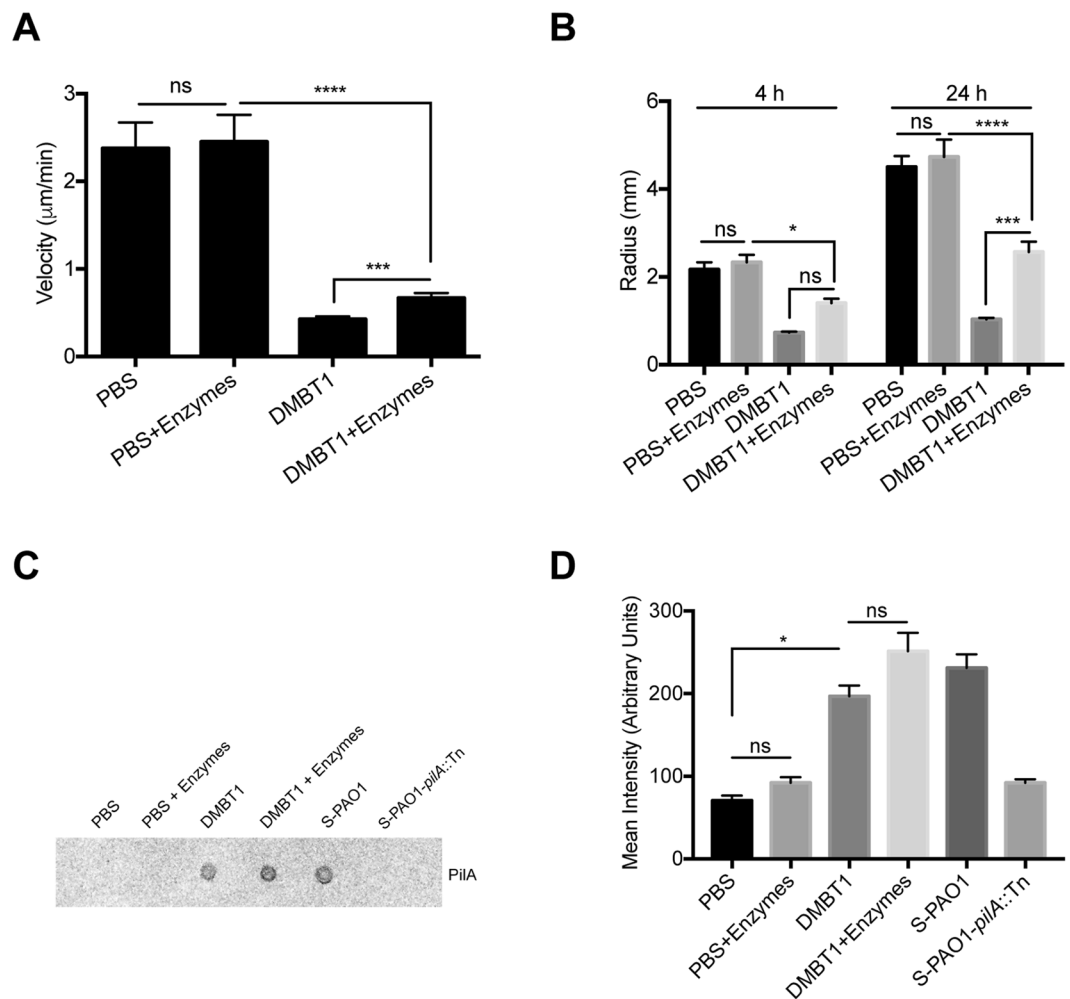 A
Velocity (μm/min)
3
2
1
0
ns
****
***
PBS
PBS+Enzymes
DMBT1
DMBT1+Enzymes
B
Radius (mm)
6
4
2
0
4 h
24 h
ns
*
ns
ns
****
***
PBS
PBS+Enzymes
DMBT1
DMBT1+Enzymes
PBS
PBS+Enzymes
DMBT1
DMBT1+Enzymes
C
PBS
PBS + Enzymes
DMBT1
DMBT1 + Enzymes
S-PAO1
S-PAO1-pilA::Tn
PilA
D
Mean Intensity (Arbitrary Units)
300
200
100
0
ns
*
ns
PBS
PBS+Enzymes
DMBT1
DMBT1+Enzymes
S-PAO1
S-PAO1-pilA::Tn